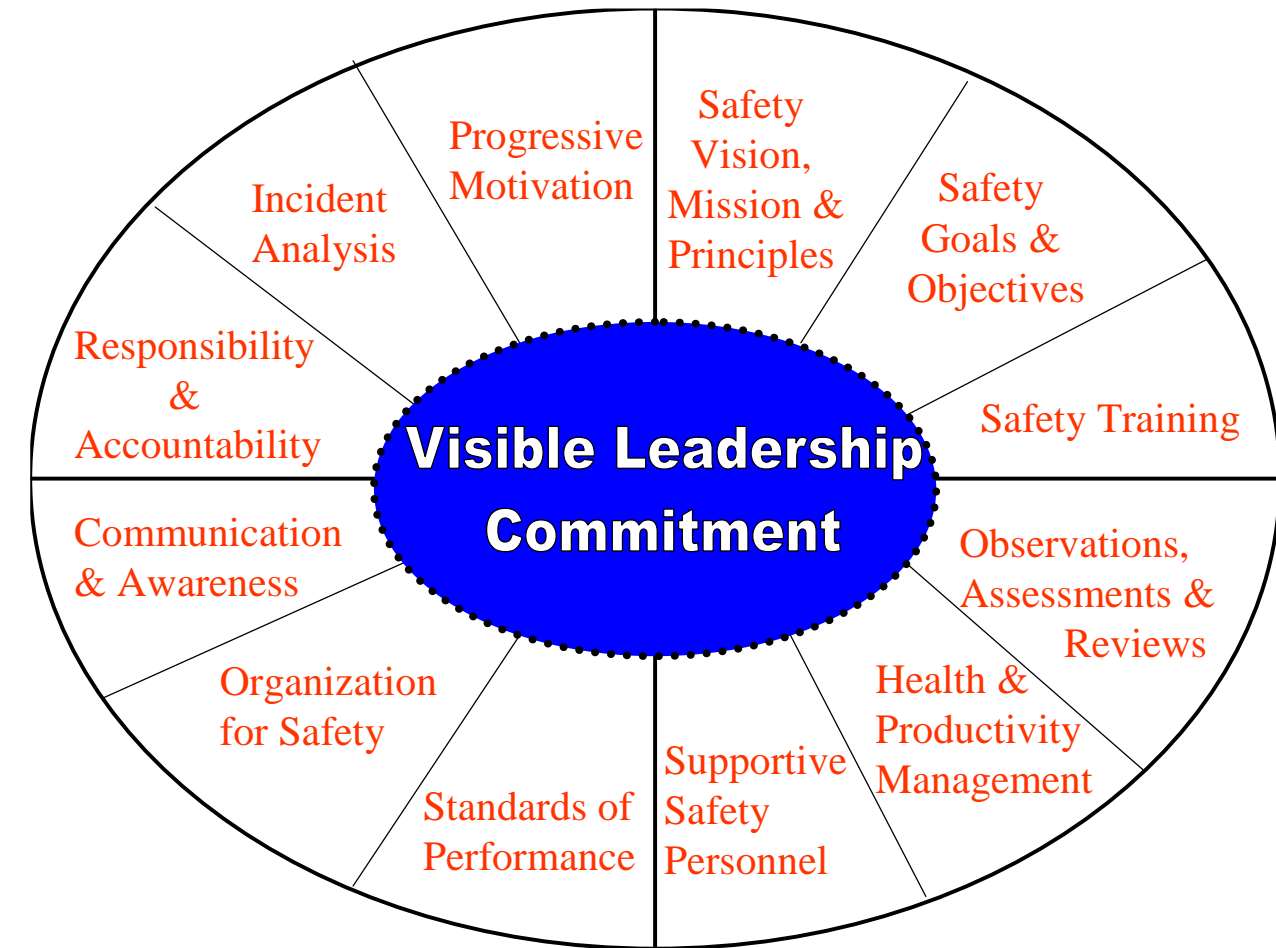 Safety
Vision,
Mission &
Principles
Safety
Goals &
Objectives
Safety Training
Observations,
Assessments &
Reviews
Health &
Productivity
Management
Supportive
Safety
Personnel
Standards of
Performance
Organization
for Safety
Communication
& Awareness
Responsibility
&
Accountability
Incident
Analysis
Progressive
Motivation
Visible Leadership
Commitment